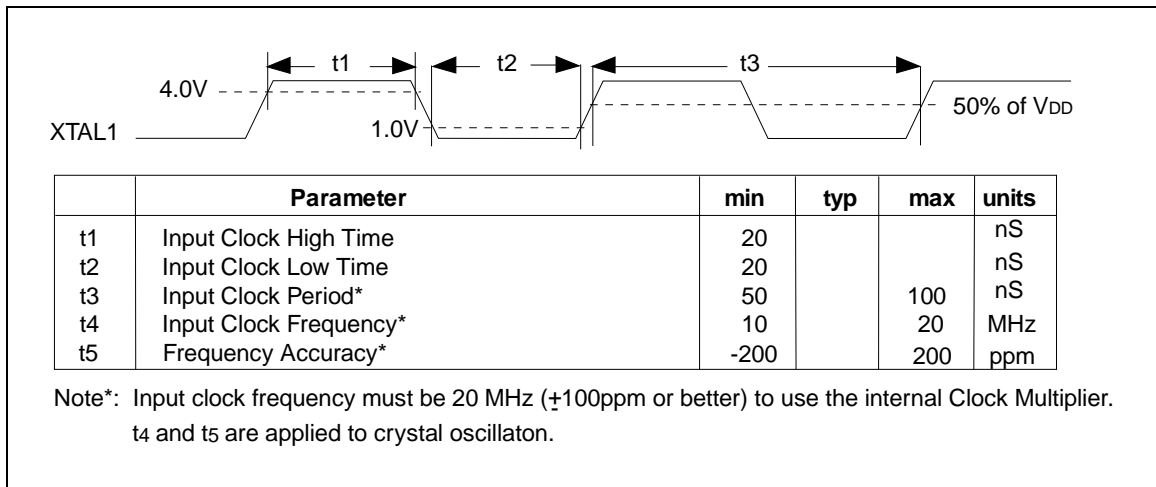 t1 t2 t3
4.0V
50% of VDD
XTAL1
1.0V
Parameter min typ max units
t1 Input Clock High Time 20 nS
t2 Input Clock Low Time 20 nS
t3 Input Clock Period* 50 100 nS
t4 Input Clock Frequency* 10 20 MHz
t5 Frequency Accuracy* -200 200 ppm
Note*: Input clock frequency must be 20 MHz (±100ppm or better) to use the internal Clock Multiplier.
t4 and t5 are applied to crystal oscillaton.